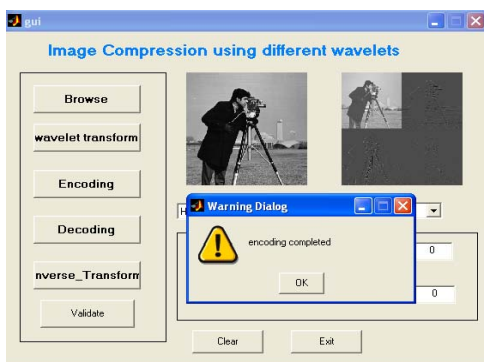 gui
Image Compression using different wavelets
Browse
wavelet transform
Encoding
Decoding
nverse_Transform
Validate
H
Warning Dialog
encoding completed
OK
0
0
Clear
Exit